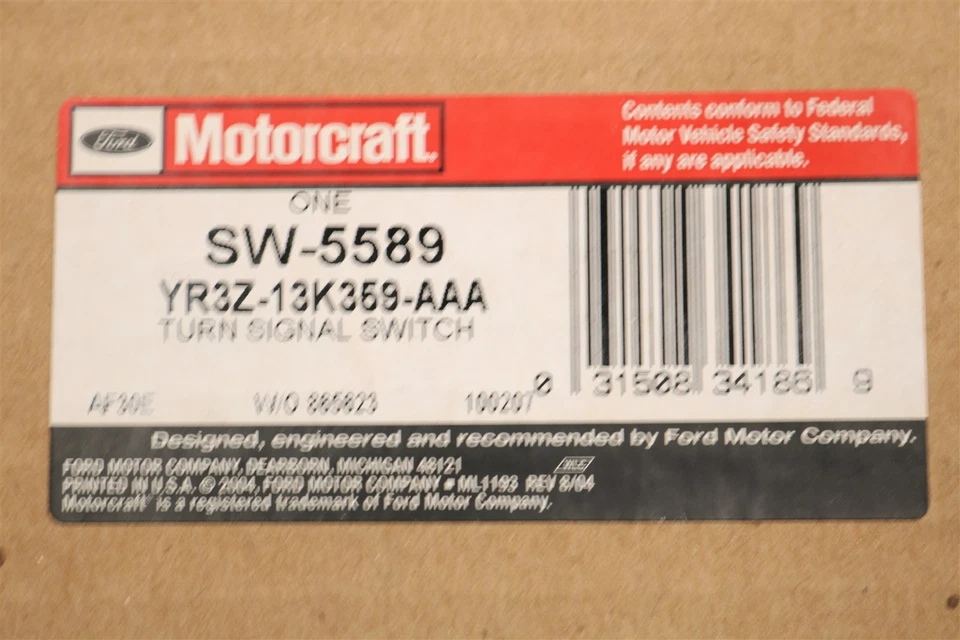 Ford
Motorcraft
Contents conform to Federal
Motor Vehicle Safety Standards,
if any are applicable.
ONE
SW-5589
YR3Z-13K359-AAA
TURN SIGNAL SWITCH
AF30E W/O 885823 100207
0 31508 34185 9
Designed, engineered and recommended by Ford Motor Company.
FORD MOTOR COMPANY, DEARBORN, MICHIGAN 48121
PRINTED IN U.S.A. © 2004, FORD MOTOR COMPANY # ML1193 REV 8/04
Motorcraft is a registered trademark of Ford Motor Company.